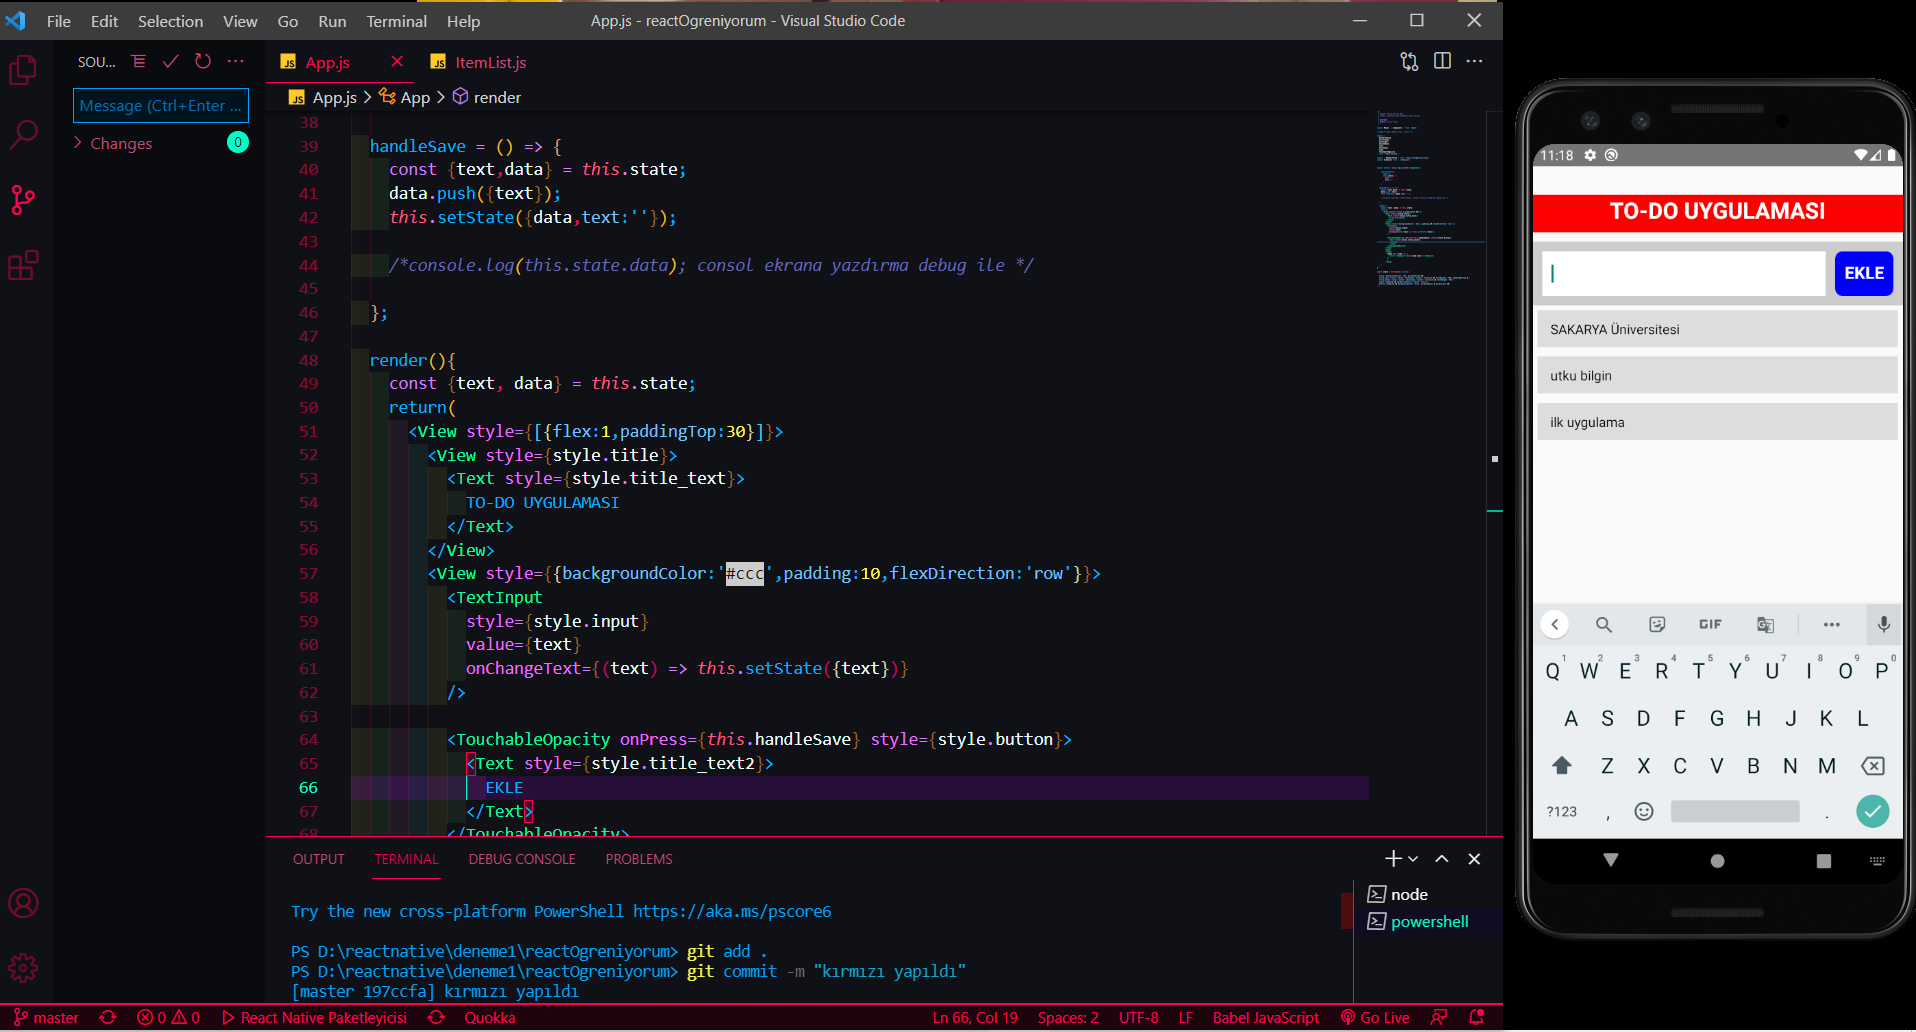 File Edit Selection View Go Run Terminal Help
App.js - reactOgreniyorum - Visual Studio Code
SOU...
App.js
ItemList.js
Message (Ctrl+Enter ...
App.js > App > render
Changes 0
38
39 handleSave = () => {
40 const {text,data} = this.state;
41 data.push({text});
42 this.setState({data,text:''});
43
44 /*console.log(this.state.data); consol ekrana yazdırma debug ile */
45
46 };
47
48 render(){
49 const {text, data} = this.state;
50 return(
51 <View style={[{flex:1,paddingTop:30}]}>
52 <View style={style.title}>
53 <Text style={style.title_text}>
54 TO-DO UYGULAMASI
55 </Text>
56 </View>
57 <View style={{backgroundColor:'#ccc',padding:10,flexDirection:'row'}}>
58 <TextInput
59 style={style.input}
60 value={text}
61 onChangeText={(text) => this.setState({text})}
62 />
63
64 <TouchableOpacity onPress={this.handleSave} style={style.button}>
65 <Text style={style.title_text2}>
66 EKLE
67 </Text>
68 </TouchableOpacity>
OUTPUT TERMINAL DEBUG CONSOLE PROBLEMS
Try the new cross-platform PowerShell https://aka.ms/pscore6
PS D:\reactnative\deneme1\reactOgreniyorum> git add .
PS D:\reactnative\deneme1\reactOgreniyorum> git commit -m "kırmızı yapıldı"
[master 197ccfa] kırmızı yapıldı
node
powershell
master 0 0 React Native Paketleyicisi Quokka Ln 66, Col 19 Spaces: 2 UTF-8 LF Babel JavaScript Go Live
11:18
TO-DO UYGULAMASI
EKLE
SAKARYA Üniversitesi
utku bilgin
ilk uygulama
GIF
Q1 W2 E3 R4 T5 Y6 U7 I8 O9 P0
A S D F G H J K L
Z X C V B N M
?123 , .